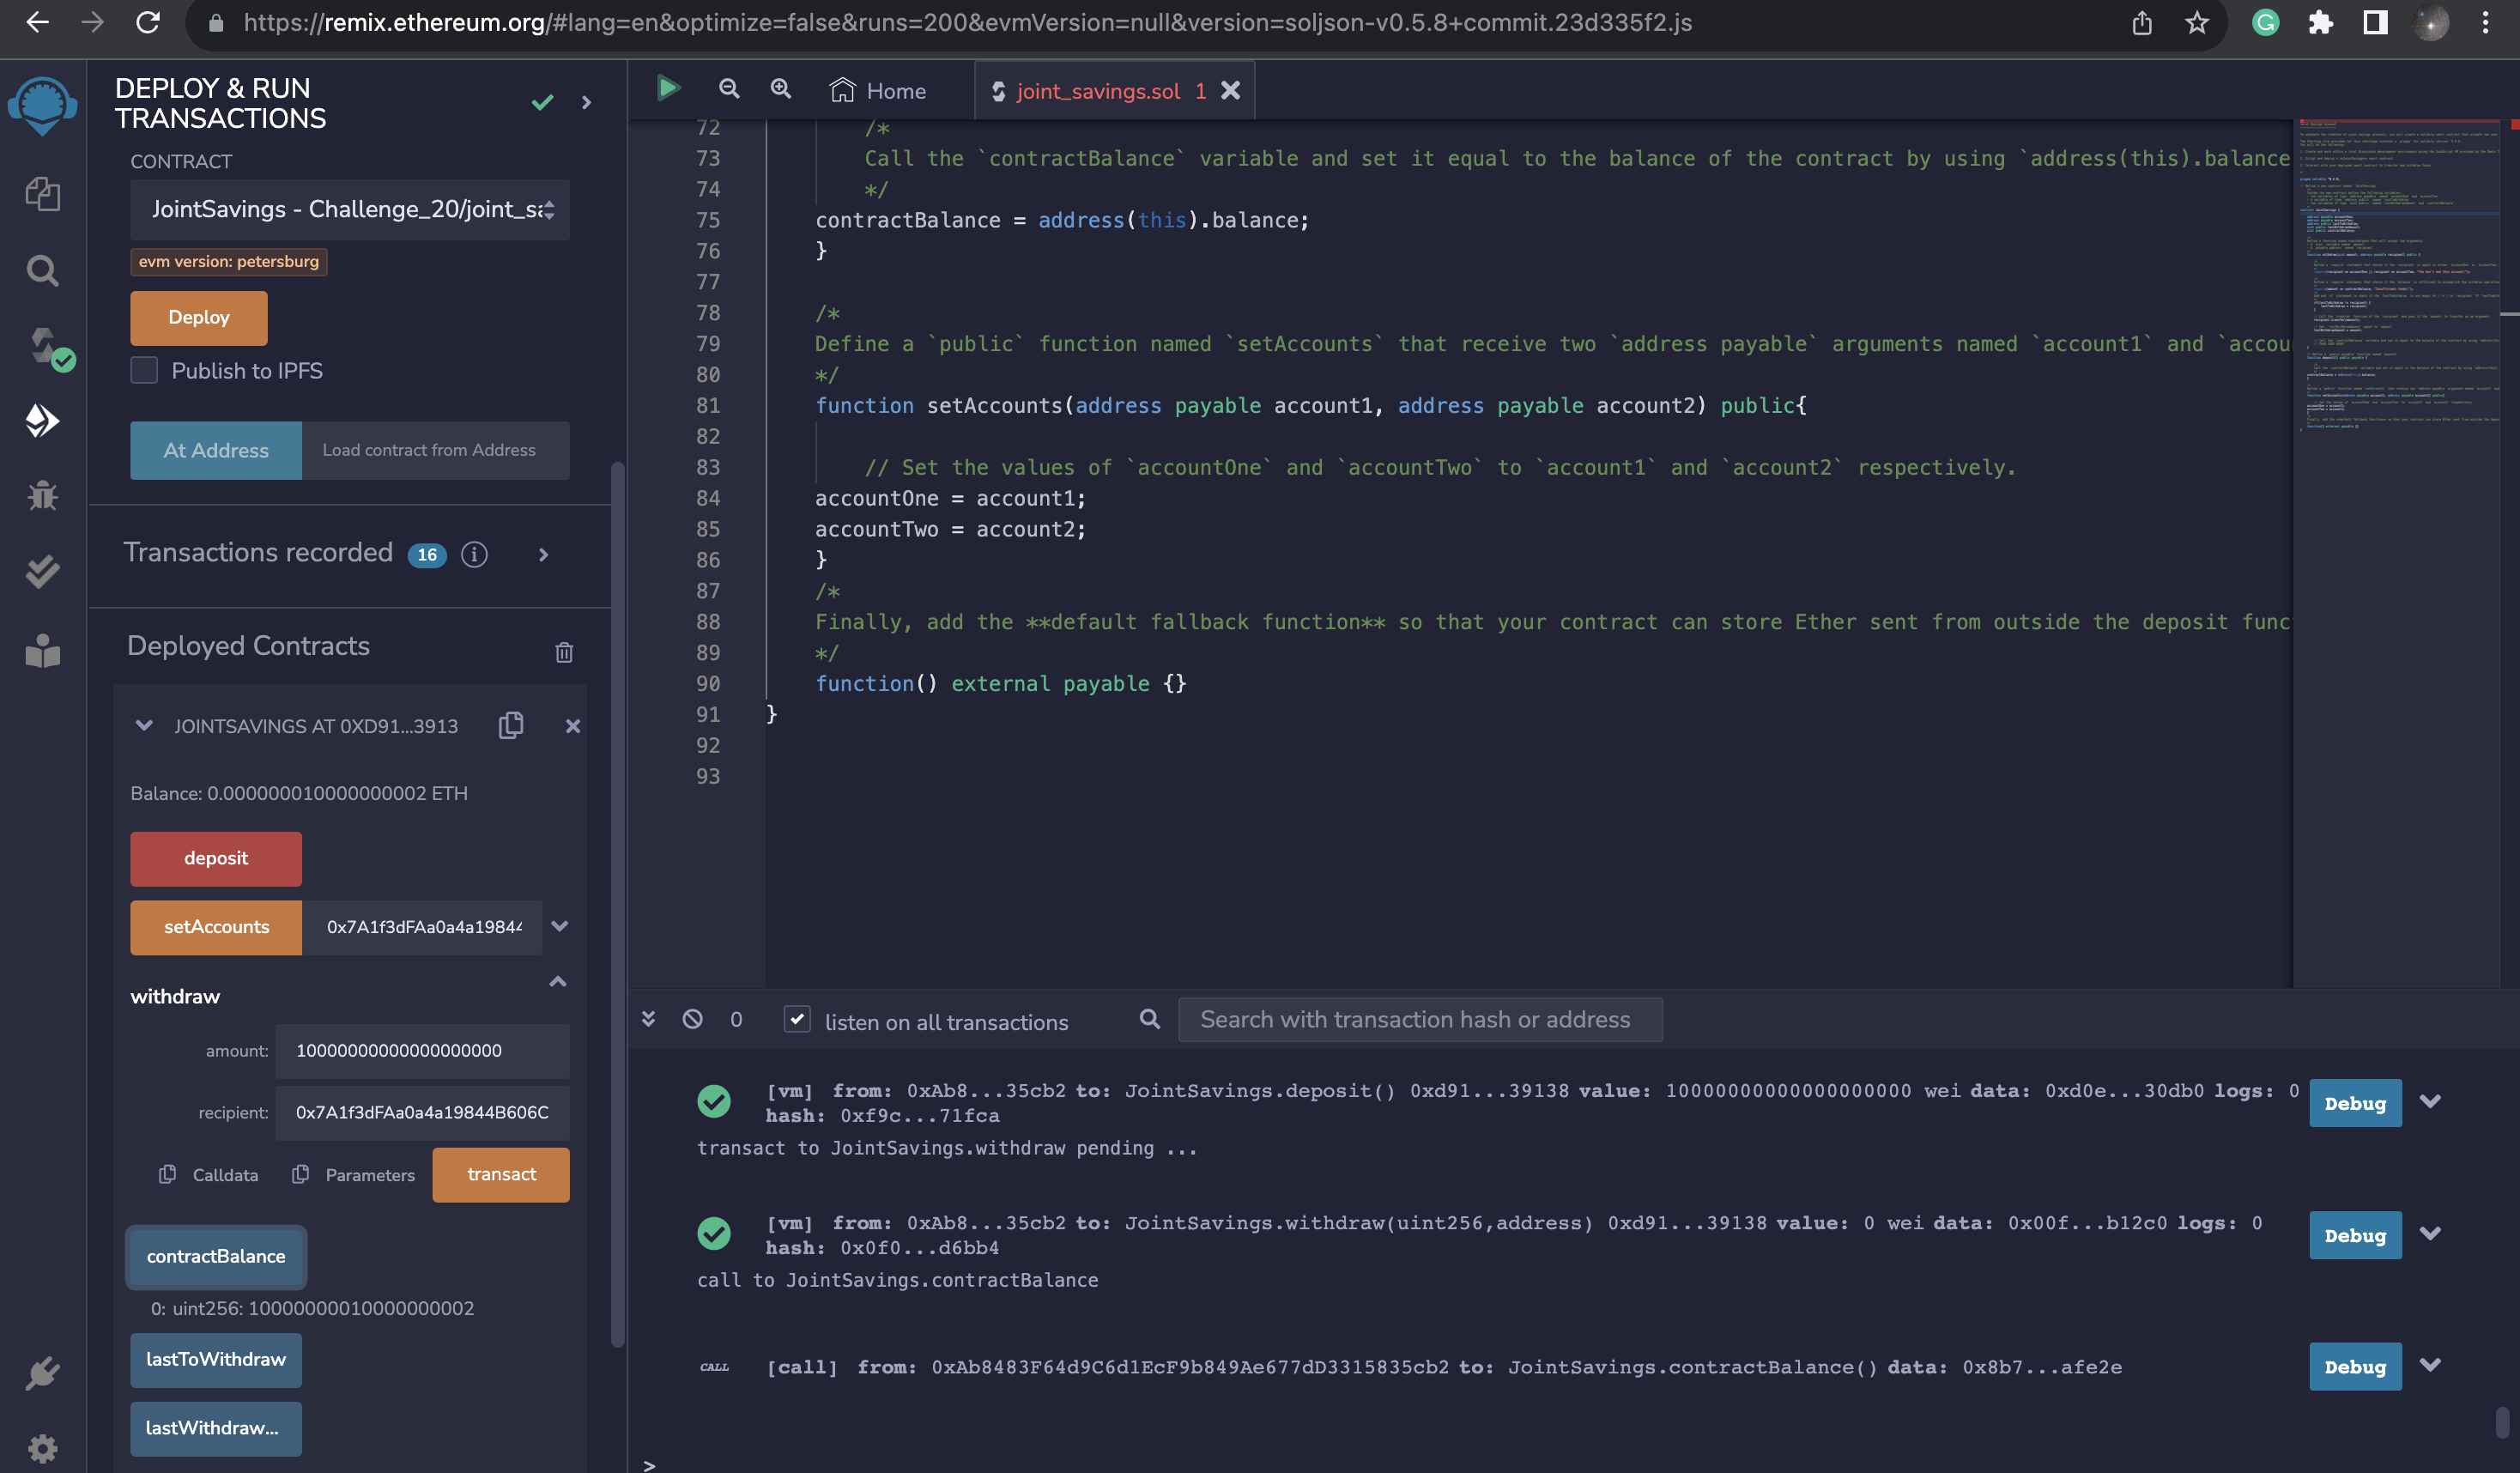 https://remix.ethereum.org/#lang=en&optimize=false&runs=200&evmVersion=null&version=soljson-v0.5.8+commit.23d335f2.js
DEPLOY & RUN
TRANSACTIONS
CONTRACT
JointSavings - Challenge_20/joint_sa
evm version: petersburg
Deploy
Publish to IPFS
At Address
Load contract from Address
Transactions recorded 16
Deployed Contracts
JOINTSAVINGS AT 0XD91...3913
Balance: 0.000000010000000002 ETH
deposit
setAccounts
0x7A1f3dFAa0a4a19844
withdraw
amount:
10000000000000000000
recipient:
0x7A1f3dFAa0a4a19844B606C
Calldata
Parameters
transact
contractBalance
0: uint256: 10000000010000000002
lastToWithdraw
lastWithdraw...
Home
joint_savings.sol 1
72 /*
73 Call the `contractBalance` variable and set it equal to the balance of the contract by using `address(this).balance
74 */
75 contractBalance = address(this).balance;
76 }
77
78 /*
79 Define a `public` function named `setAccounts` that receive two `address payable` arguments named `account1` and `accou
80 */
81 function setAccounts(address payable account1, address payable account2) public{
82
83 // Set the values of `accountOne` and `accountTwo` to `account1` and `account2` respectively.
84 accountOne = account1;
85 accountTwo = account2;
86 }
87 /*
88 Finally, add the **default fallback function** so that your contract can store Ether sent from outside the deposit func
89 */
90 function() external payable {}
91 }
92
93
0
listen on all transactions
Search with transaction hash or address
[vm] from: 0xAb8...35cb2 to: JointSavings.deposit() 0xd91...39138 value: 10000000000000000000 wei data: 0xd0e...30db0 logs: 0
hash: 0xf9c...71fca
Debug
transact to JointSavings.withdraw pending ...
[vm] from: 0xAb8...35cb2 to: JointSavings.withdraw(uint256,address) 0xd91...39138 value: 0 wei data: 0x00f...b12c0 logs: 0
hash: 0x0f0...d6bb4
Debug
call to JointSavings.contractBalance
CALL [call] from: 0xAb8483F64d9C6d1EcF9b849Ae677dD3315835cb2 to: JointSavings.contractBalance() data: 0x8b7...afe2e
Debug
>